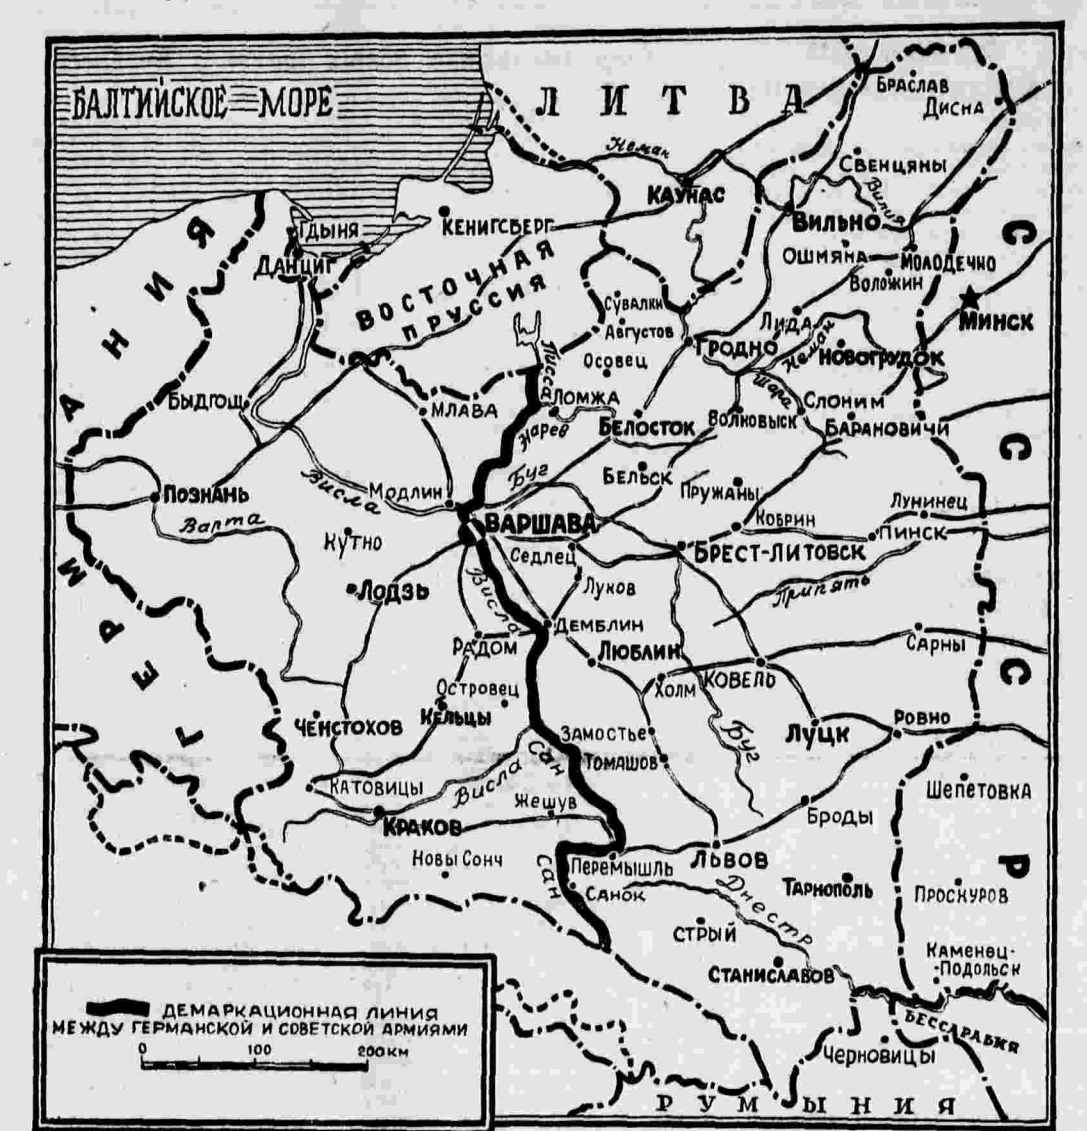 БАЛТИЙСКОЕ МОРЕ
ЛИТВА
БРАСЛАВ
ДИСНА
Неман
СВЕНЦЯНЫ
КАУНАС
Вилия
ВИЛЬНО
КЕНИГСБЕРГ
ГДЫНЯ
ДАНЦИГ
ОШМЯНА
МОЛОДЕЧНО
ВОЛОЖИН
ВОСТОЧНАЯ
ПРУССИЯ
СУВАЛКИ
АВГУСТОВ
ЛИДА
МИНСК
ГРОДНО
Неман
НОВОГРУДОК
ОСОВЕЦ
Писса
Шара
БЫДГОЩ
МЛАВА
ЛОМЖА
СЛОНИМ
Нарев
БЕЛОСТОК
ВОЛКОВЫСК
БАРАНОВИЧИ
Буг
БЕЛЬСК
ПРУЖАНЫ
ПОЗНАНЬ
Висла
МОДЛИН
ЛУНИНЕЦ
Варта
ВАРШАВА
КОБРИН
ПИНСК
КУТНО
СЕДЛЕЦ
БРЕСТ-ЛИТОВСК
ЛОДЗЬ
Висла
ЛУКОВ
Припять
ДЕМБЛИН
РАДОМ
ЛЮБЛИН
САРНЫ
ОСТРОВЕЦ
ХОЛМ
КОВЕЛЬ
ЧЕНСТОХОВ
КЕЛЬЦЫ
ЗАМОСТЬЕ
Буг
ЛУЦК
РОВНО
Сан
ТОМАШОВ
КАТОВИЦЫ
Висла
ЖЕШУВ
ШЕПЕТОВКА
КРАКОВ
БРОДЫ
НОВЫ СОНЧ
Сан
ПЕРЕМЫШЛЬ
ЛЬВОВ
САНОК
Днестр
ТАРНОПОЛЬ
ПРОСКУРОВ
СТРЫЙ
СТАНИСЛАВОВ
КАМЕНЕЦ-
ПОДОЛЬСК
БЕССАРАБИЯ
ЧЕРНОВИЦЫ
РУМЫНИЯ
ГЕРМАНИЯ
СССР
ДЕМАРКАЦИОННАЯ ЛИНИЯ
МЕЖДУ ГЕРМАНСКОЙ И СОВЕТСКОЙ АРМИЯМИ
0 100 200 КМ